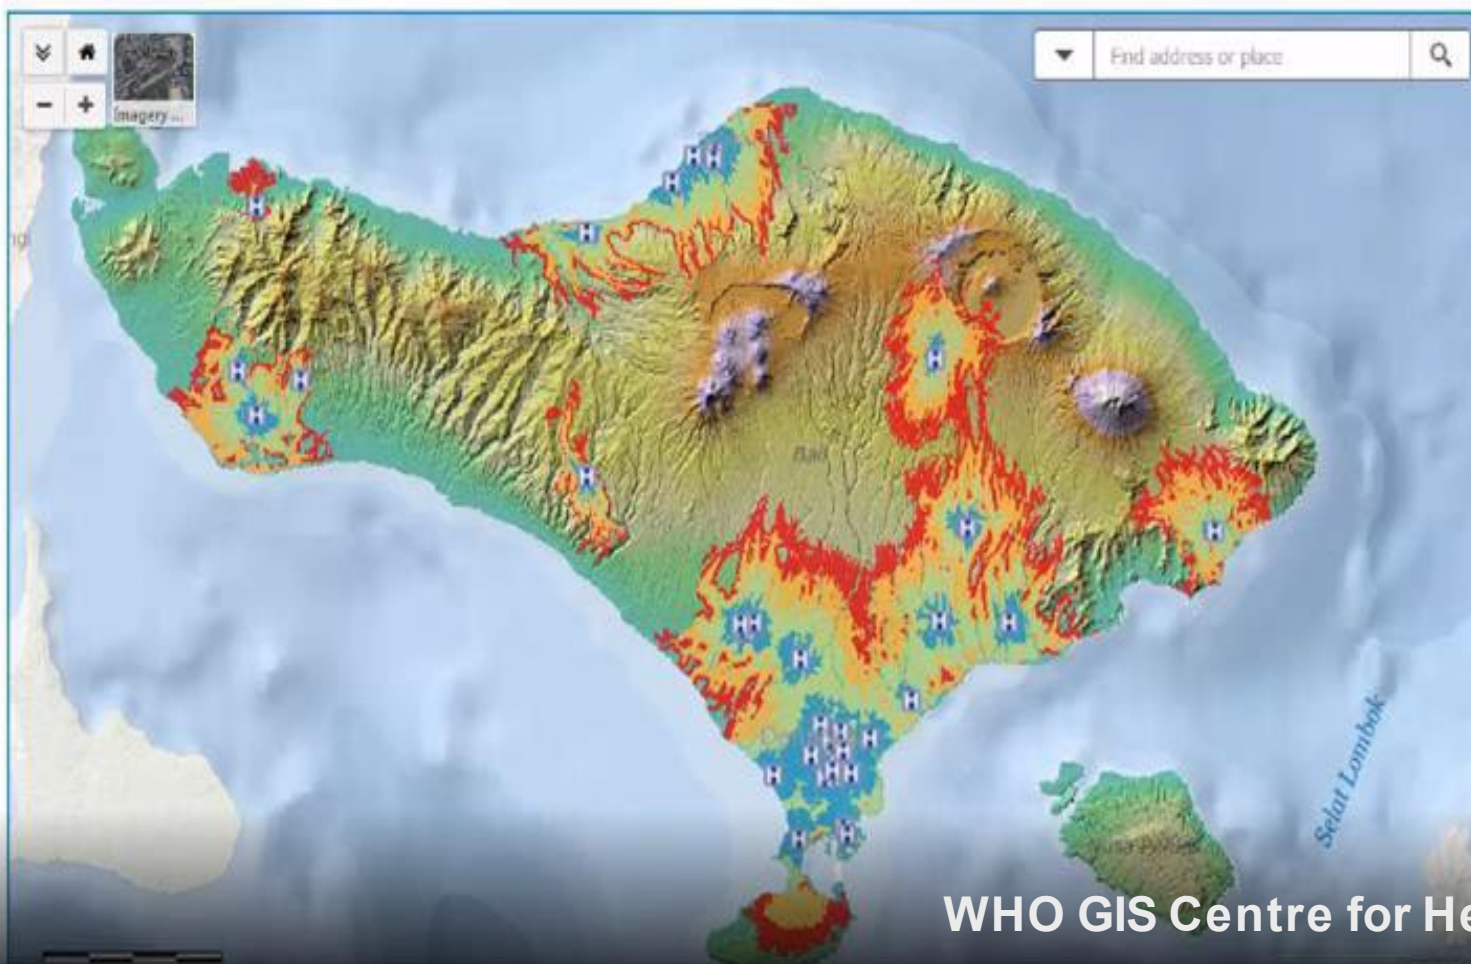 Imagery ...
Find address or place
Bali
Selat Lombok
WHO GIS Centre for He